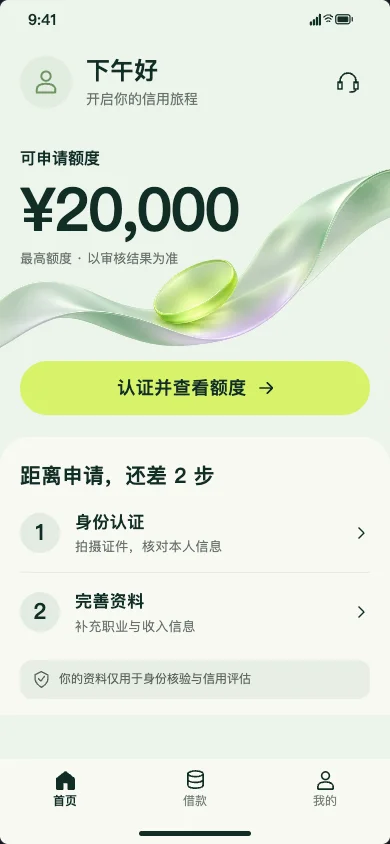 9:41
下午好
开启你的信用旅程
可申请额度
¥20,000
最高额度 · 以审核结果为准
认证并查看额度 →
距离申请，还差 2 步
1
身份认证
拍摄证件，核对本人信息
2
完善资料
补充职业与收入信息
你的资料仅用于身份核验与信用评估
首页
借款
我的